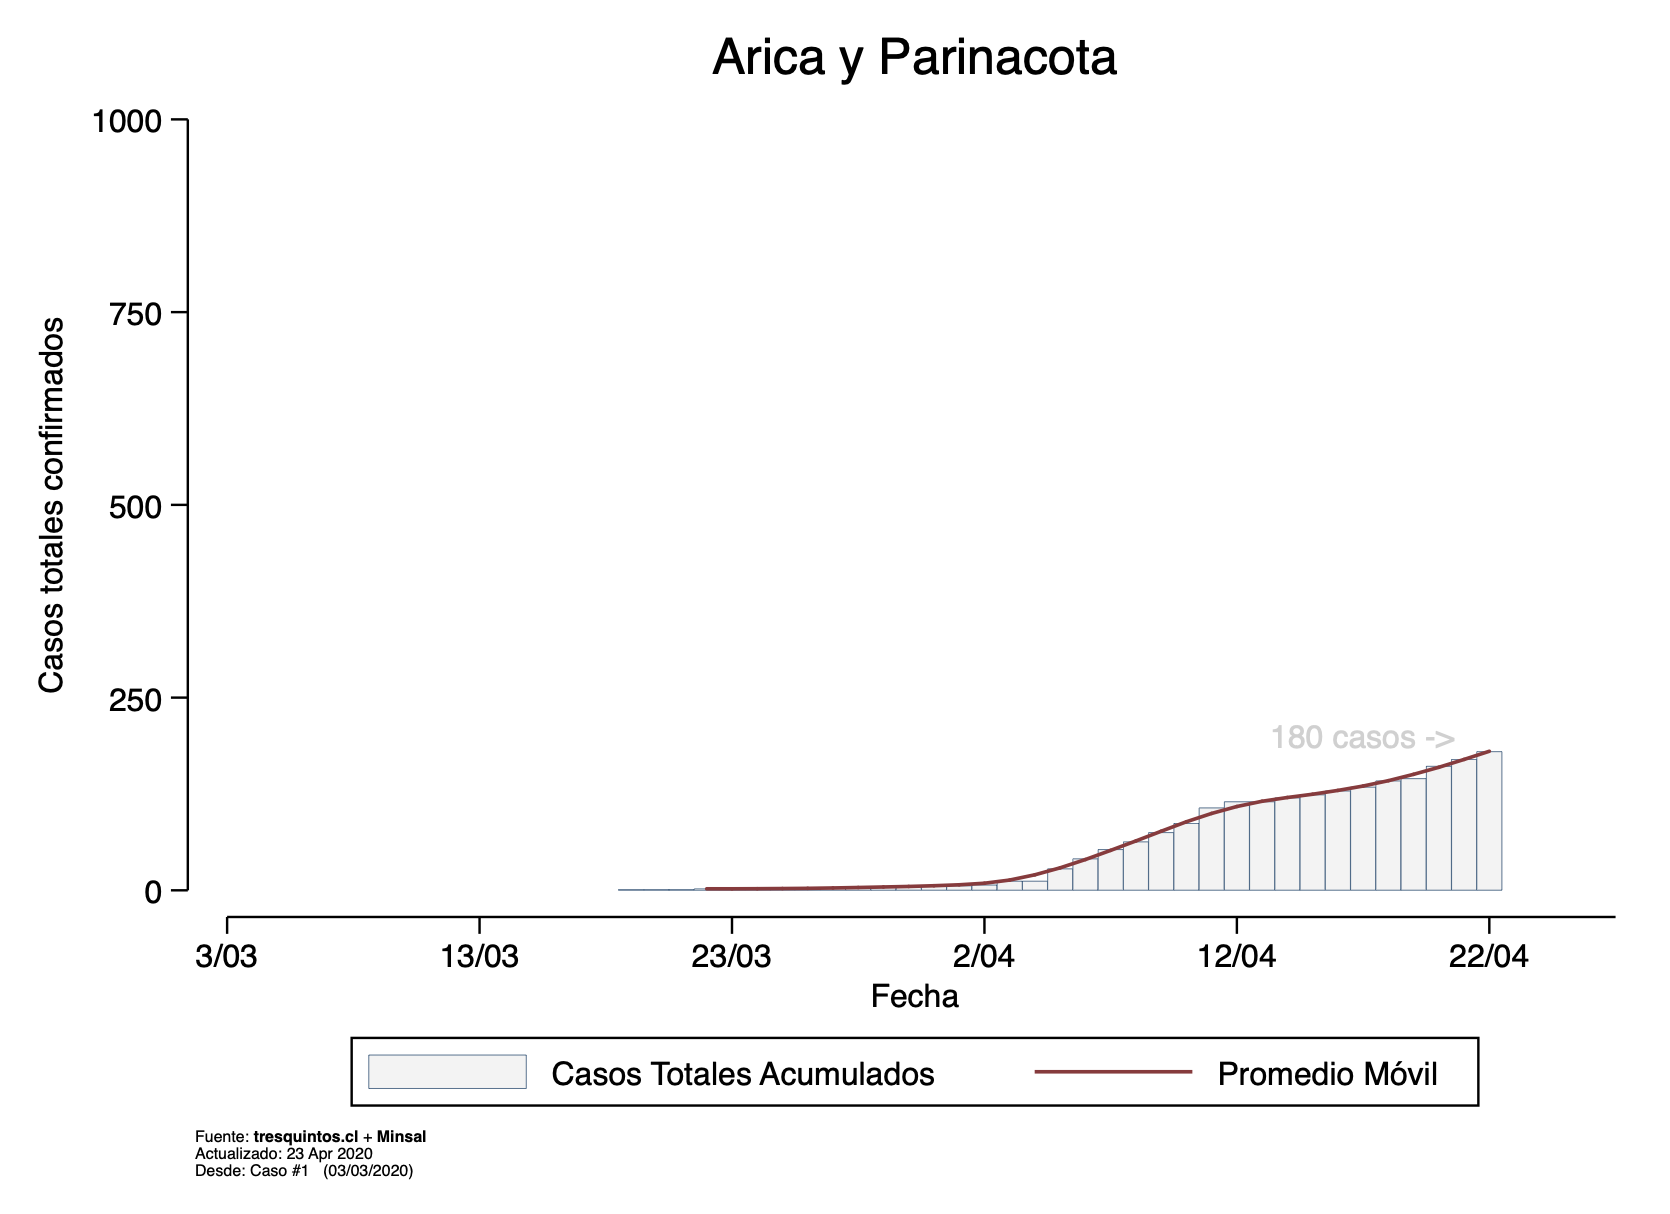 Arica y Parinacota
1000
750
500
250
0
Casos totales confirmados
180 casos ->
3/03 13/03 23/03 2/04 12/04 22/04
Fecha
Casos Totales Acumulados Promedio Móvil
Fuente: tresquintos.cl + Minsal
Actualizado: 23 Apr 2020
Desde: Caso #1 (03/03/2020)